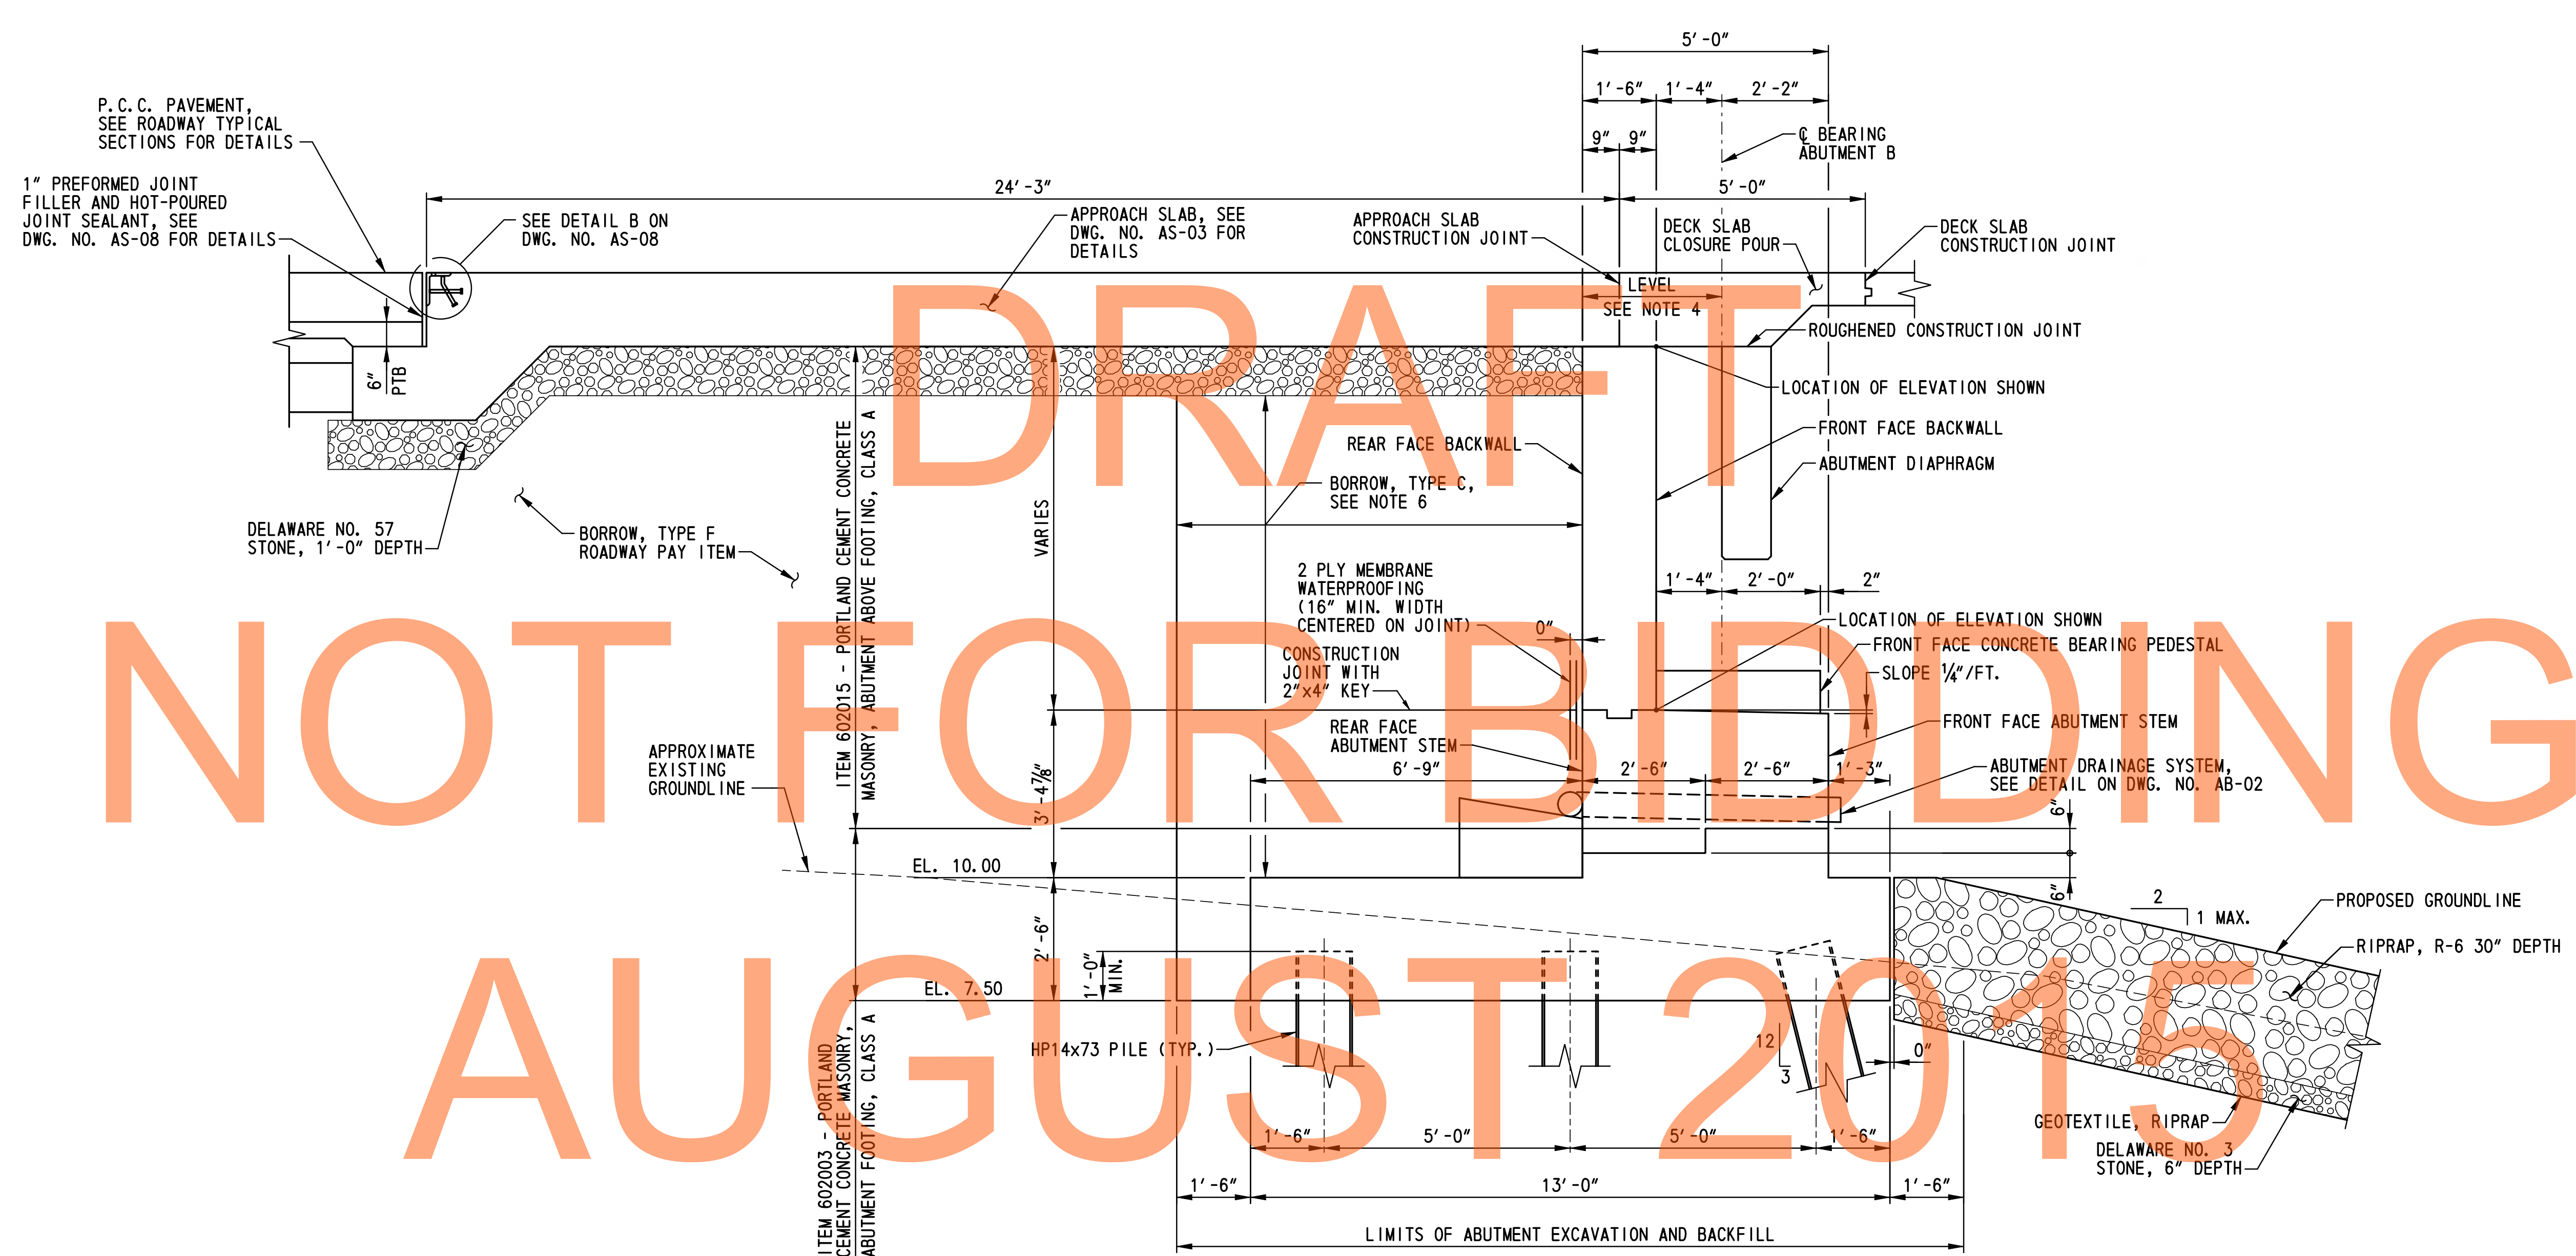 5'-0"
1'-6" 1'-4" 2'-2"
9" 9"
℄ BEARING
ABUTMENT B
P.C.C. PAVEMENT,
SEE ROADWAY TYPICAL
SECTIONS FOR DETAILS
1" PREFORMED JOINT
FILLER AND HOT-POURED
JOINT SEALANT, SEE
DWG. NO. AS-08 FOR DETAILS
24'-3"
5'-0"
SEE DETAIL B ON
DWG. NO. AS-08
APPROACH SLAB, SEE
DWG. NO. AS-03 FOR
DETAILS
APPROACH SLAB
CONSTRUCTION JOINT
DECK SLAB
CLOSURE POUR
DECK SLAB
CONSTRUCTION JOINT
LEVEL
SEE NOTE 4
ROUGHENED CONSTRUCTION JOINT
6"
PTB
LOCATION OF ELEVATION SHOWN
FRONT FACE BACKWALL
REAR FACE BACKWALL
ABUTMENT DIAPHRAGM
BORROW, TYPE C,
SEE NOTE 6
DELAWARE NO. 57
STONE, 1'-0" DEPTH
BORROW, TYPE F
ROADWAY PAY ITEM
ITEM 602015 - PORTLAND CEMENT CONCRETE
MASONRY, ABUTMENT ABOVE FOOTING, CLASS A
VARIES
2 PLY MEMBRANE
WATERPROOFING
(16" MIN. WIDTH
CENTERED ON JOINT)
0"
1'-4" 2'-0" 2"
LOCATION OF ELEVATION SHOWN
FRONT FACE CONCRETE BEARING PEDESTAL
SLOPE ¼"/FT.
CONSTRUCTION
JOINT WITH
2"x4" KEY
REAR FACE
ABUTMENT STEM
FRONT FACE ABUTMENT STEM
APPROXIMATE
EXISTING
GROUNDLINE
3'-4⅞"
6'-9" 2'-6" 2'-6" 1'-3"
ABUTMENT DRAINAGE SYSTEM,
SEE DETAIL ON DWG. NO. AB-02
6"
6"
EL. 10.00
2'-6"
EL. 7.50
1'-0"
MIN.
2
1 MAX.
PROPOSED GROUNDLINE
RIPRAP, R-6 30" DEPTH
HP14x73 PILE (TYP.)
12
3
0"
GEOTEXTILE, RIPRAP
DELAWARE NO. 3
STONE, 6" DEPTH
ITEM 602003 - PORTLAND
CEMENT CONCRETE MASONRY,
ABUTMENT FOOTING, CLASS A
1'-6" 5'-0" 5'-0" 1'-6"
1'-6" 13'-0" 1'-6"
LIMITS OF ABUTMENT EXCAVATION AND BACKFILL
DRAFT
NOT FOR BIDDING
AUGUST 2015